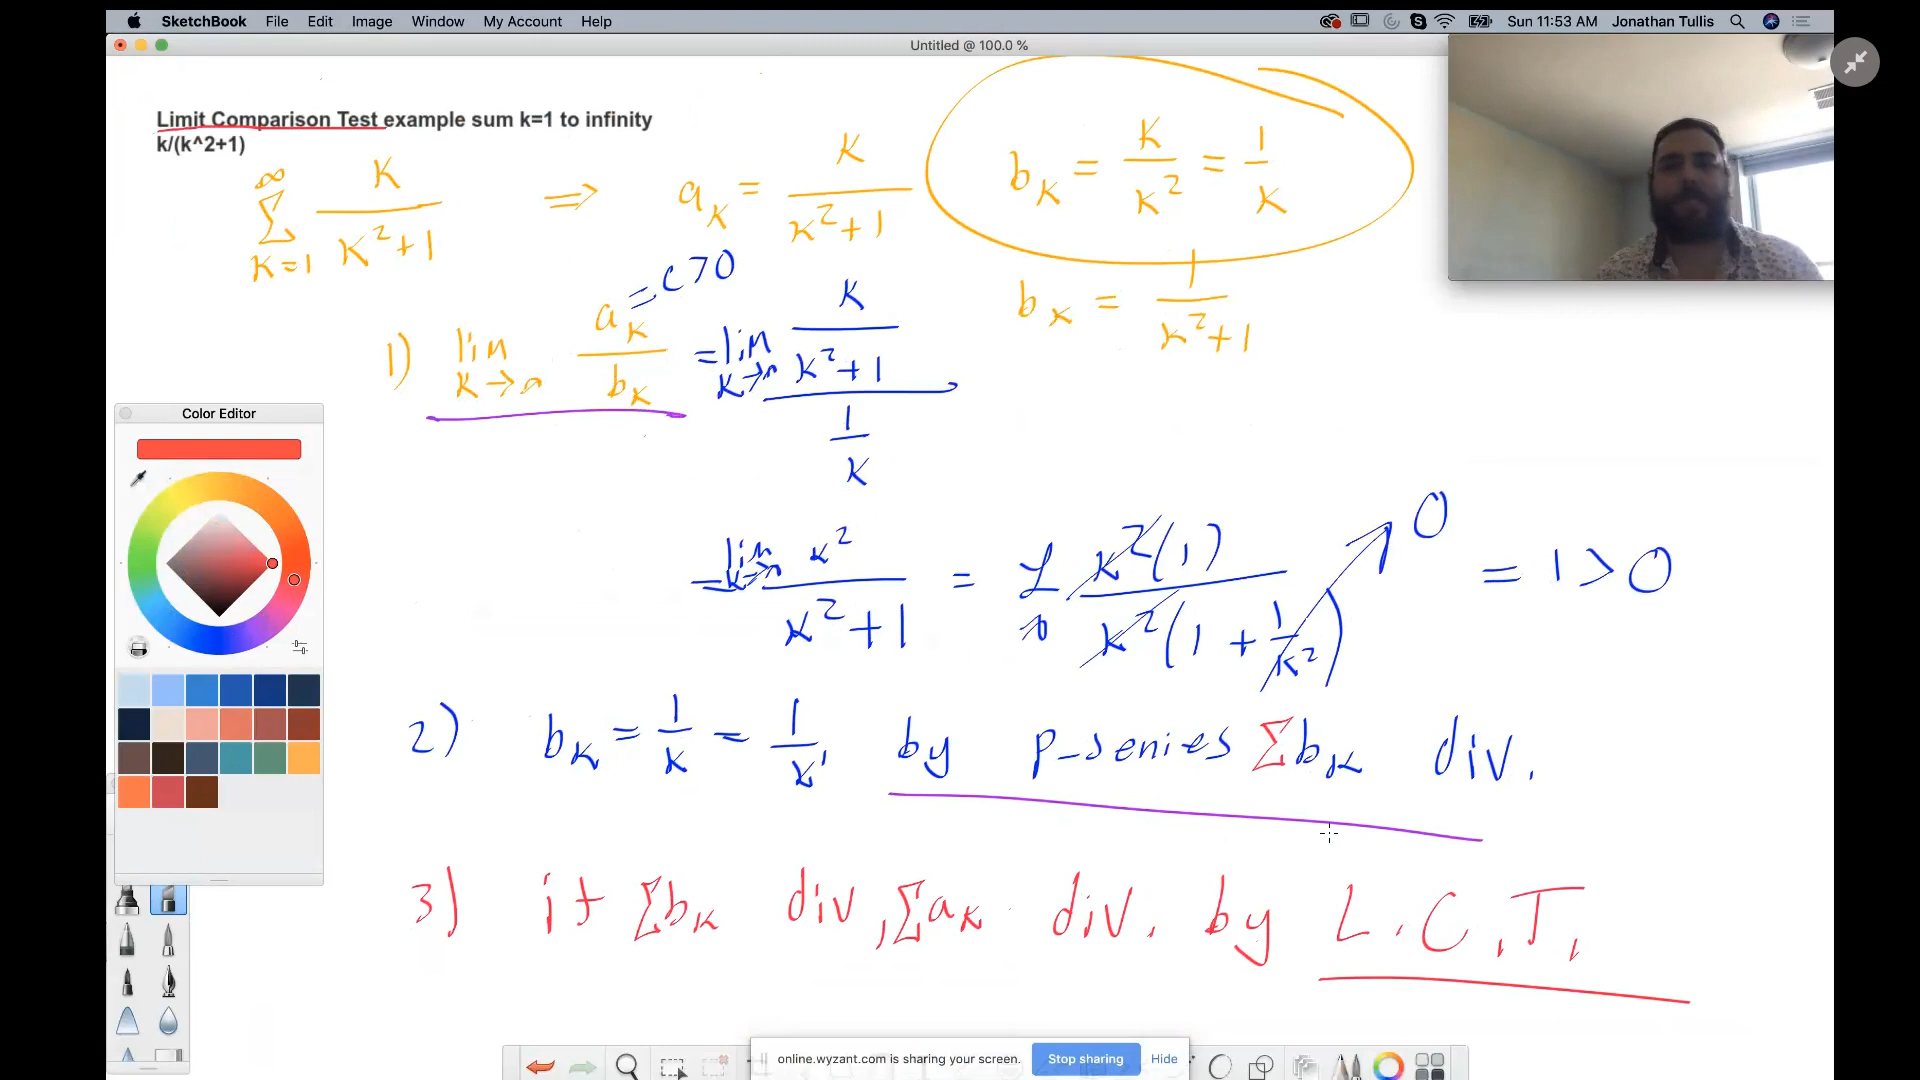 SketchBook File Edit Image Window My Account Help Sun 11:53 AM Jonathan Tullis
Untitled @ 100.0 %
Limit Comparison Test example sum k=1 to infinity
k/(k^2+1)
∞ Σ K=1 K/(K²+1) ⇒ a_K = K/(K²+1)
b_K = K/K² = 1/K
b_K = 1/(K²+1)
1) lim K→∞ a_K/b_K = lim K→∞ (K/(K²+1))/(1/K)
= C>0
= lim K→∞ K²/(K²+1) = K²(1)/(K²(1+1/K²)) 0 = 1>0
2) b_K = 1/K = 1/K¹ by p-series Σb_K div.
3) if Σb_K div, Σa_K div. by L.C.T.
Color Editor
online.wyzant.com is sharing your screen. Stop sharing Hide